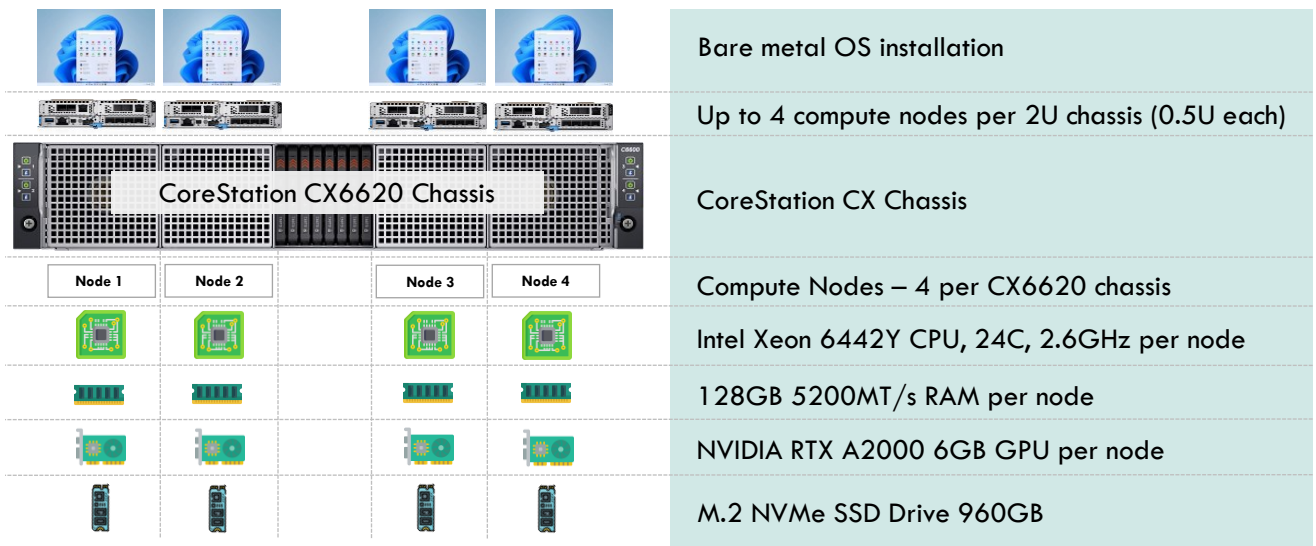 Bare metal OS installation
Up to 4 compute nodes per 2U chassis (0.5U each)
CoreStation CX6620 Chassis
CoreStation CX Chassis
Node 1
Node 2
Node 3
Node 4
Compute Nodes – 4 per CX6620 chassis
Intel Xeon 6442Y CPU, 24C, 2.6GHz per node
128GB 5200MT/s RAM per node
NVIDIA RTX A2000 6GB GPU per node
M.2 NVMe SSD Drive 960GB